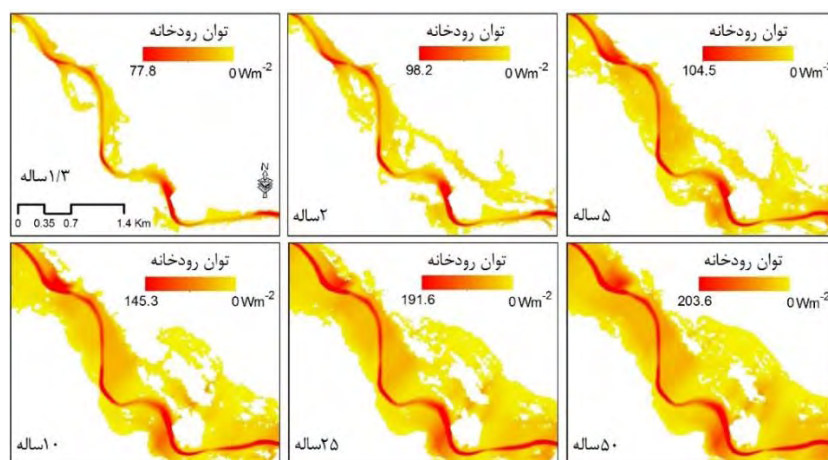 توان رودخانه
77.8 0 Wm-2
۱/۳ساله
N
0 0.35 0.7 1.4 Km
توان رودخانه
98.2 0 Wm-2
۲ساله
توان رودخانه
104.5 0 Wm-2
۵ساله
توان رودخانه
145.3 0 Wm-2
۱۰ساله
توان رودخانه
191.6 0 Wm-2
۲۵ساله
توان رودخانه
203.6 0 Wm-2
۵۰ساله